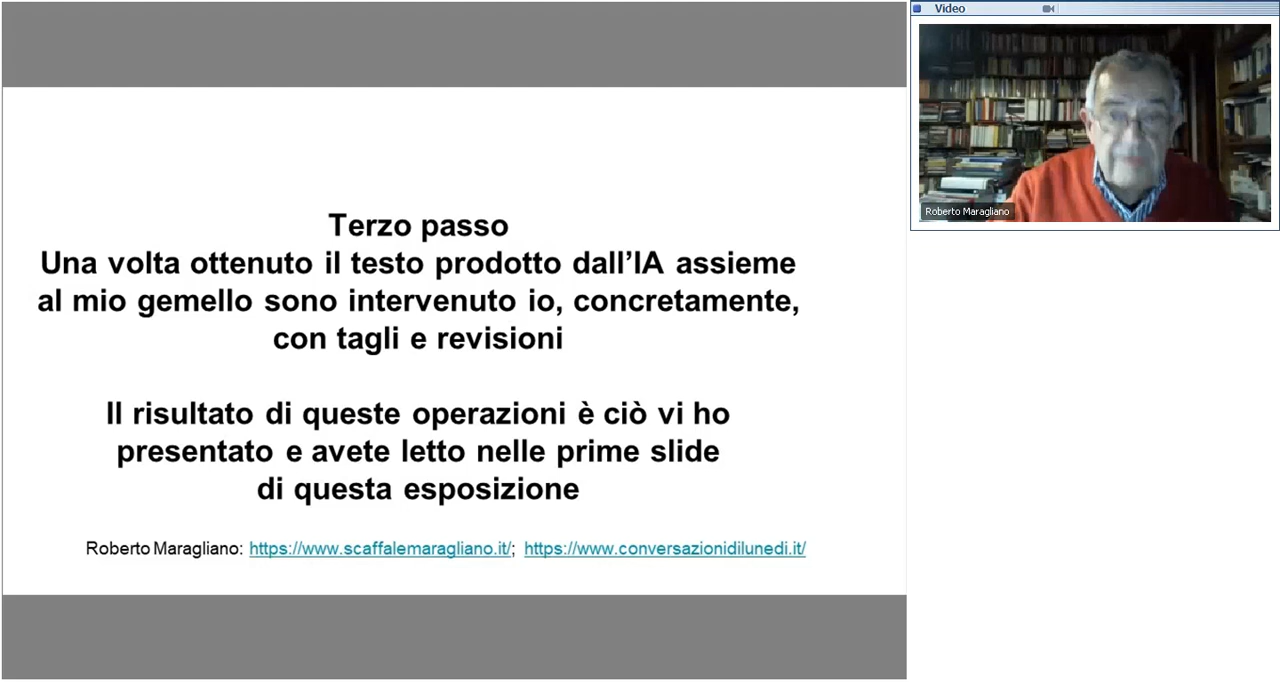 Video
Roberto Maragliano
Terzo passo
Una volta ottenuto il testo prodotto dall’IA assieme
al mio gemello sono intervenuto io, concretamente,
con tagli e revisioni
Il risultato di queste operazioni è ciò vi ho
presentato e avete letto nelle prime slide
di questa esposizione
Roberto Maragliano: https://www.scaffalemaragliano.it/; https://www.conversazionidilunedi.it/